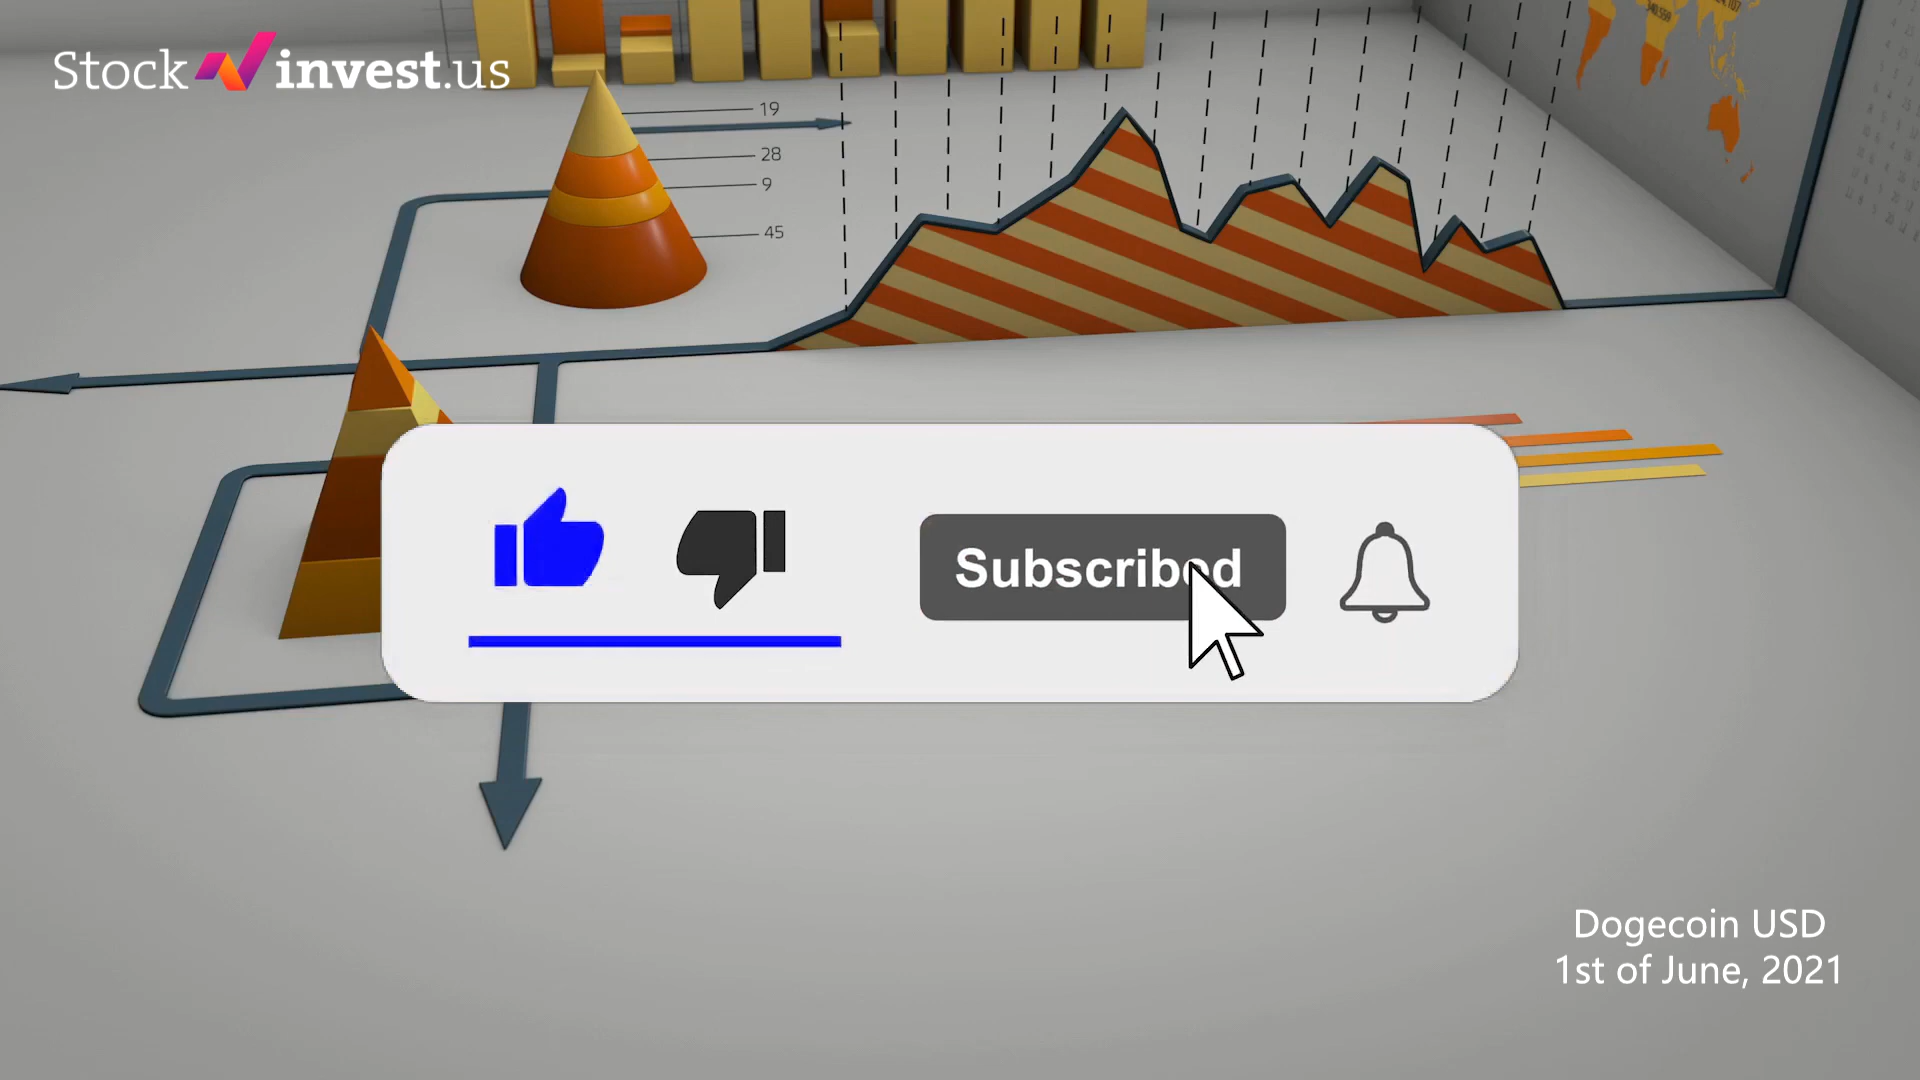 Stock invest.us
19
28
9
45
Subscribed
Dogecoin USD
1st of June, 2021